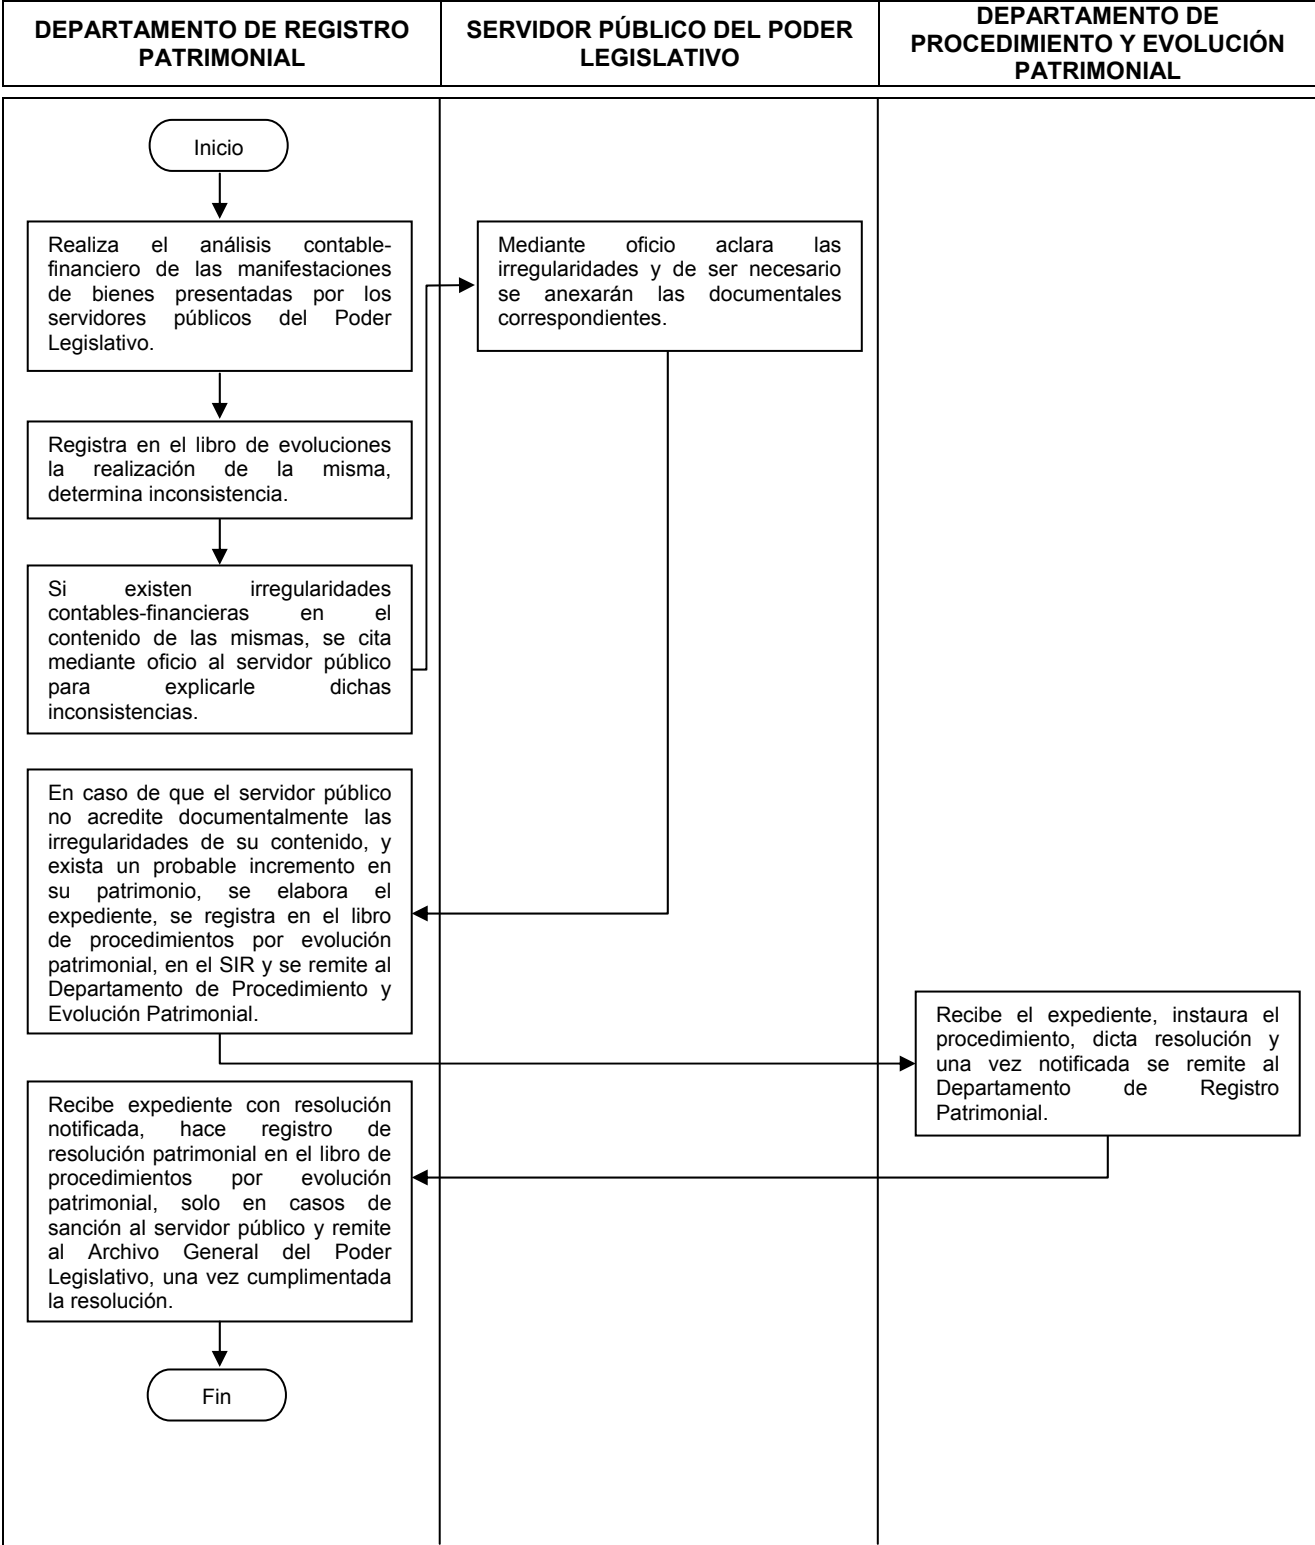 DEPARTAMENTO DE REGISTRO
PATRIMONIAL
SERVIDOR PÚBLICO DEL PODER
LEGISLATIVO
DEPARTAMENTO DE
PROCEDIMIENTO Y EVOLUCIÓN
PATRIMONIAL
Inicio
Realiza el análisis contable-
financiero de las manifestaciones
de bienes presentadas por los
servidores públicos del Poder
Legislativo.
Mediante oficio aclara las
irregularidades y de ser necesario
se anexarán las documentales
correspondientes.
Registra en el libro de evoluciones
la realización de la misma,
determina inconsistencia.
Si existen irregularidades
contables-financieras en el
contenido de las mismas, se cita
mediante oficio al servidor público
para explicarle dichas
inconsistencias.
En caso de que el servidor público
no acredite documentalmente las
irregularidades de su contenido, y
exista un probable incremento en
su patrimonio, se elabora el
expediente, se registra en el libro
de procedimientos por evolución
patrimonial, en el SIR y se remite al
Departamento de Procedimiento y
Evolución Patrimonial.
Recibe el expediente, instaura el
procedimiento, dicta resolución y
una vez notificada se remite al
Departamento de Registro
Patrimonial.
Recibe expediente con resolución
notificada, hace registro de
resolución patrimonial en el libro de
procedimientos por evolución
patrimonial, solo en casos de
sanción al servidor público y remite
al Archivo General del Poder
Legislativo, una vez cumplimentada
la resolución.
Fin